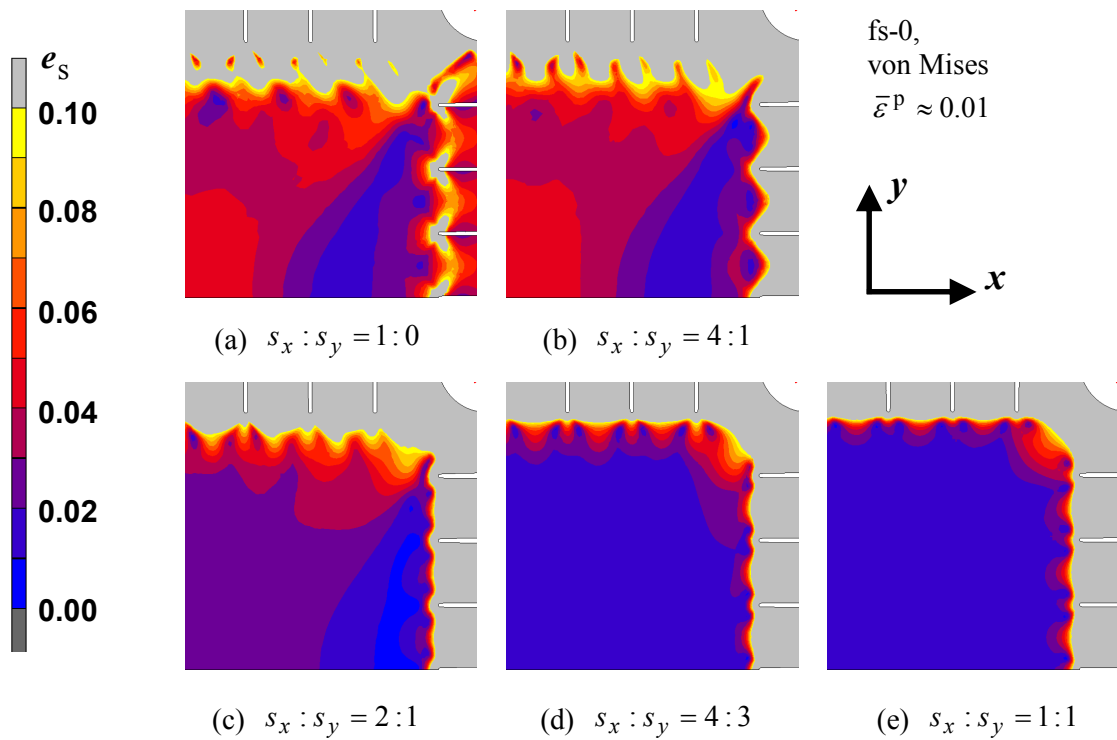 e_S
0.10
0.08
0.06
0.04
0.02
0.00
fs-0,
von Mises
ε̅ᵖ ≈ 0.01
y
x
(a) s_x : s_y = 1 : 0
(b) s_x : s_y = 4 : 1
(c) s_x : s_y = 2 : 1
(d) s_x : s_y = 4 : 3
(e) s_x : s_y = 1 : 1